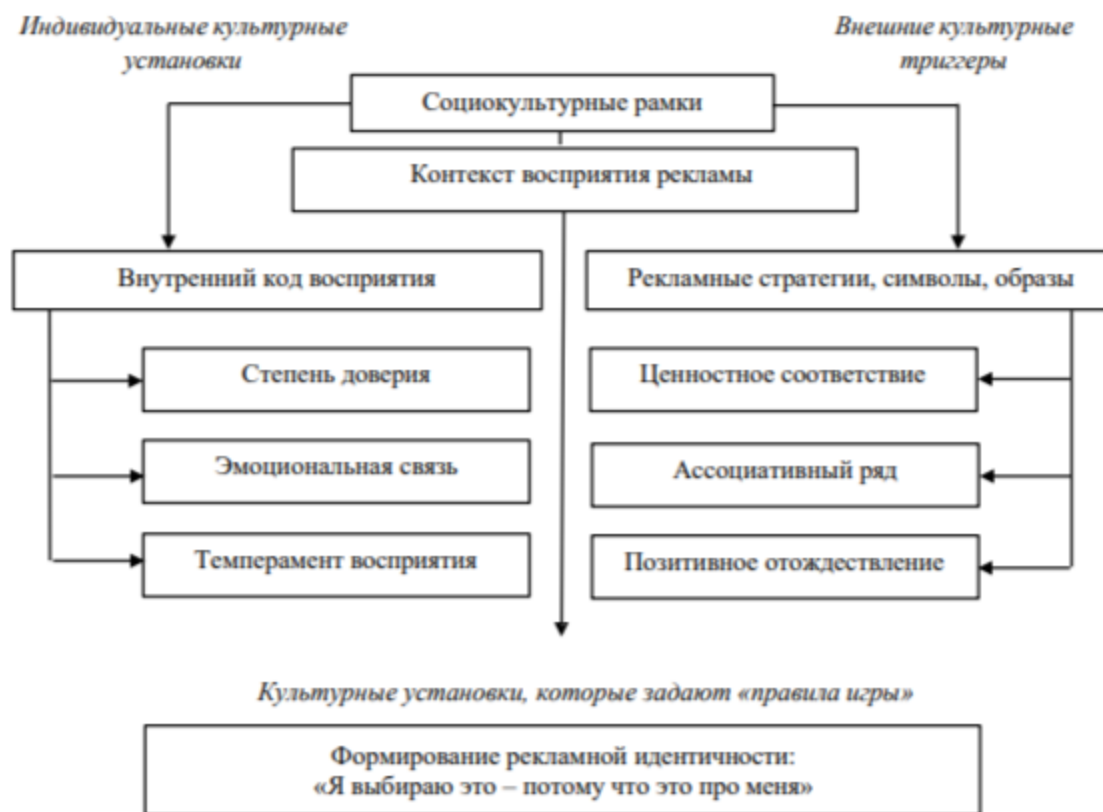 Индивидуальные культурные
установки
Внешние культурные
триггеры
Социокультурные рамки
Контекст восприятия рекламы
Внутренний код восприятия
Рекламные стратегии, символы, образы
Степень доверия
Ценностное соответствие
Эмоциональная связь
Ассоциативный ряд
Темперамент восприятия
Позитивное отождествление
Культурные установки, которые задают «правила игры»
Формирование рекламной идентичности:
«Я выбираю это – потому что это про меня»